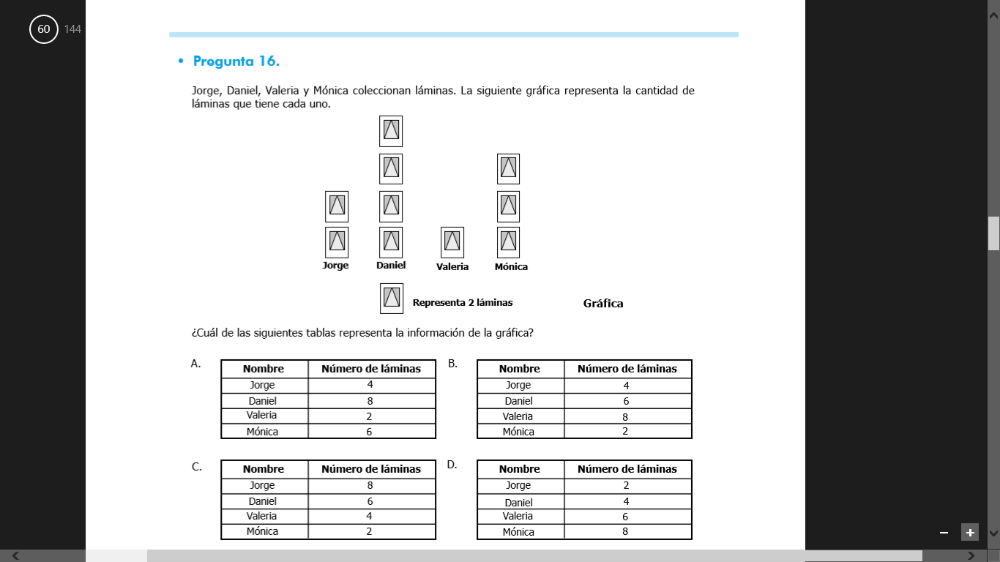 60 144
• Pregunta 16.
Jorge, Daniel, Valeria y Mónica coleccionan láminas. La siguiente gráfica representa la cantidad de
láminas que tiene cada uno.
Jorge Daniel Valeria Mónica
Representa 2 láminas Gráfica
¿Cuál de las siguientes tablas representa la información de la gráfica?
A.
Nombre Número de láminas
Jorge 4
Daniel 8
Valeria 2
Mónica 6
B.
Nombre Número de láminas
Jorge 4
Daniel 6
Valeria 8
Mónica 2
C.
Nombre Número de láminas
Jorge 8
Daniel 6
Valeria 4
Mónica 2
D.
Nombre Número de láminas
Jorge 2
Daniel 4
Valeria 6
Mónica 8